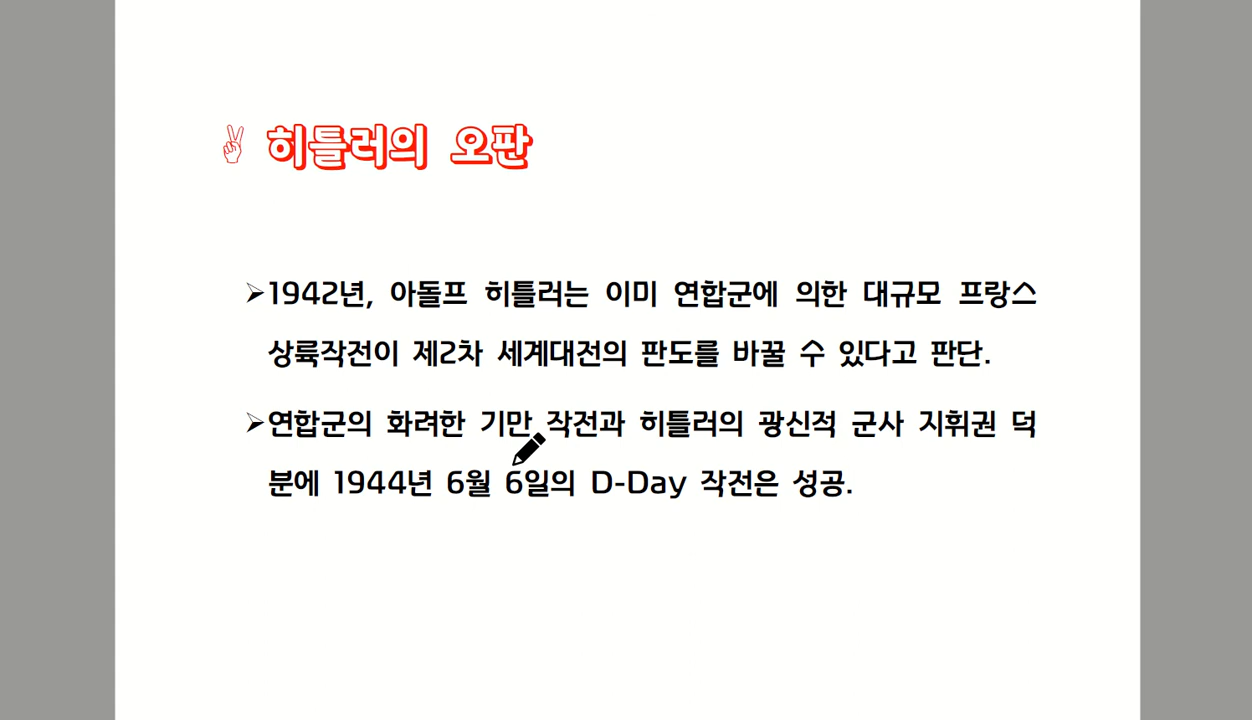 ✌ 히틀러의 오판
➢1942년, 아돌프 히틀러는 이미 연합군에 의한 대규모 프랑스
상륙작전이 제2차 세계대전의 판도를 바꿀 수 있다고 판단.
➢연합군의 화려한 기만 작전과 히틀러의 광신적 군사 지휘권 덕
분에 1944년 6월 6일의 D-Day 작전은 성공.